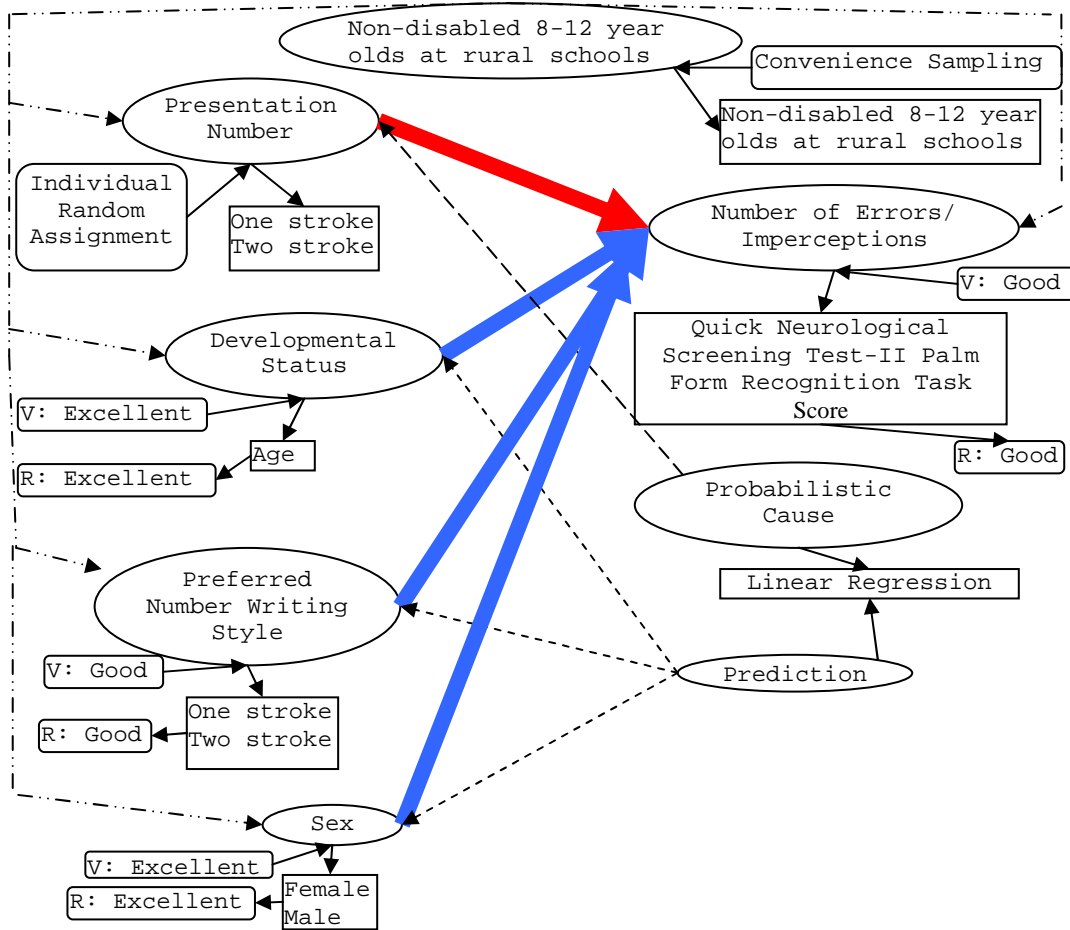 Non-disabled 8-12 year
olds at rural schools
Convenience Sampling
Non-disabled 8-12 year
olds at rural schools
Presentation
Number
Individual
Random
Assignment
One stroke
Two stroke
Number of Errors/
Imperceptions
V: Good
Quick Neurological
Screening Test-II Palm
Form Recognition Task
Score
R: Good
Developmental
Status
V: Excellent
Age
R: Excellent
Probabilistic
Cause
Linear Regression
Prediction
Preferred
Number Writing
Style
V: Good
One stroke
Two stroke
R: Good
Sex
V: Excellent
Female
Male
R: Excellent